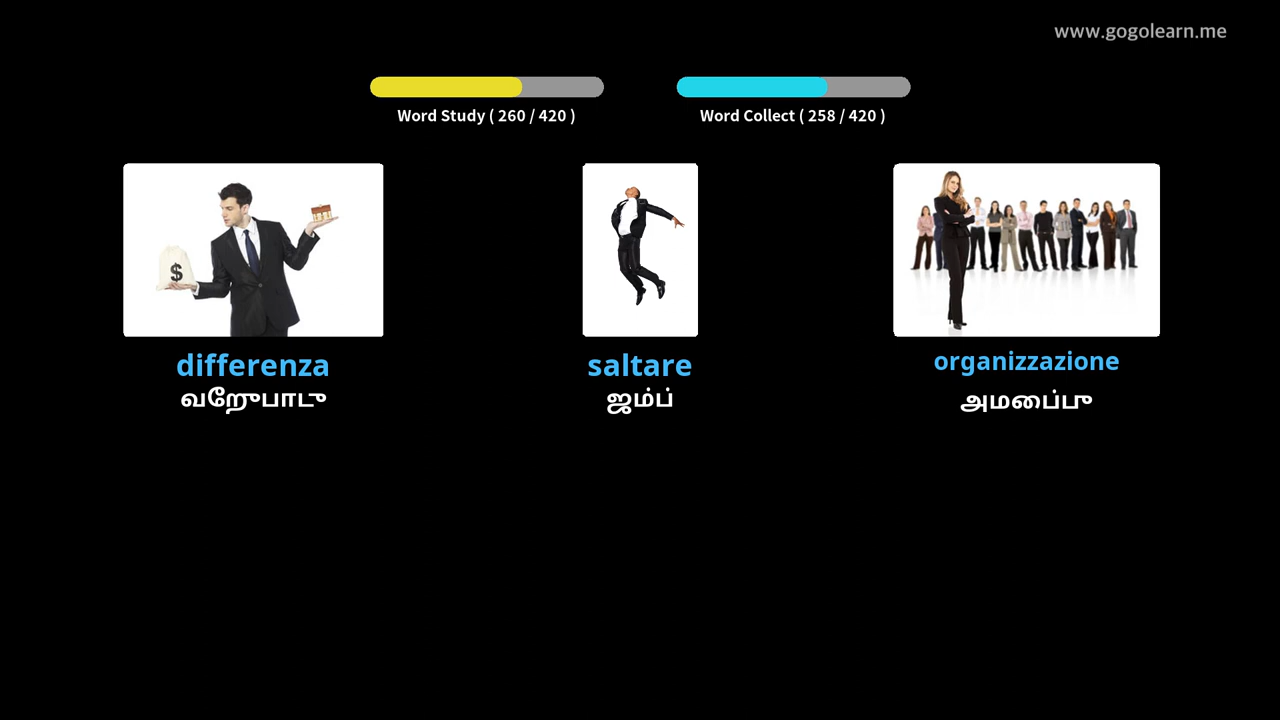 www.gogolearn.me
Word Study ( 260 / 420 )
Word Collect ( 258 / 420 )
differenza
saltare
organizzazione
வேறுபாடு
ஜம்ப்
அமைப்பு